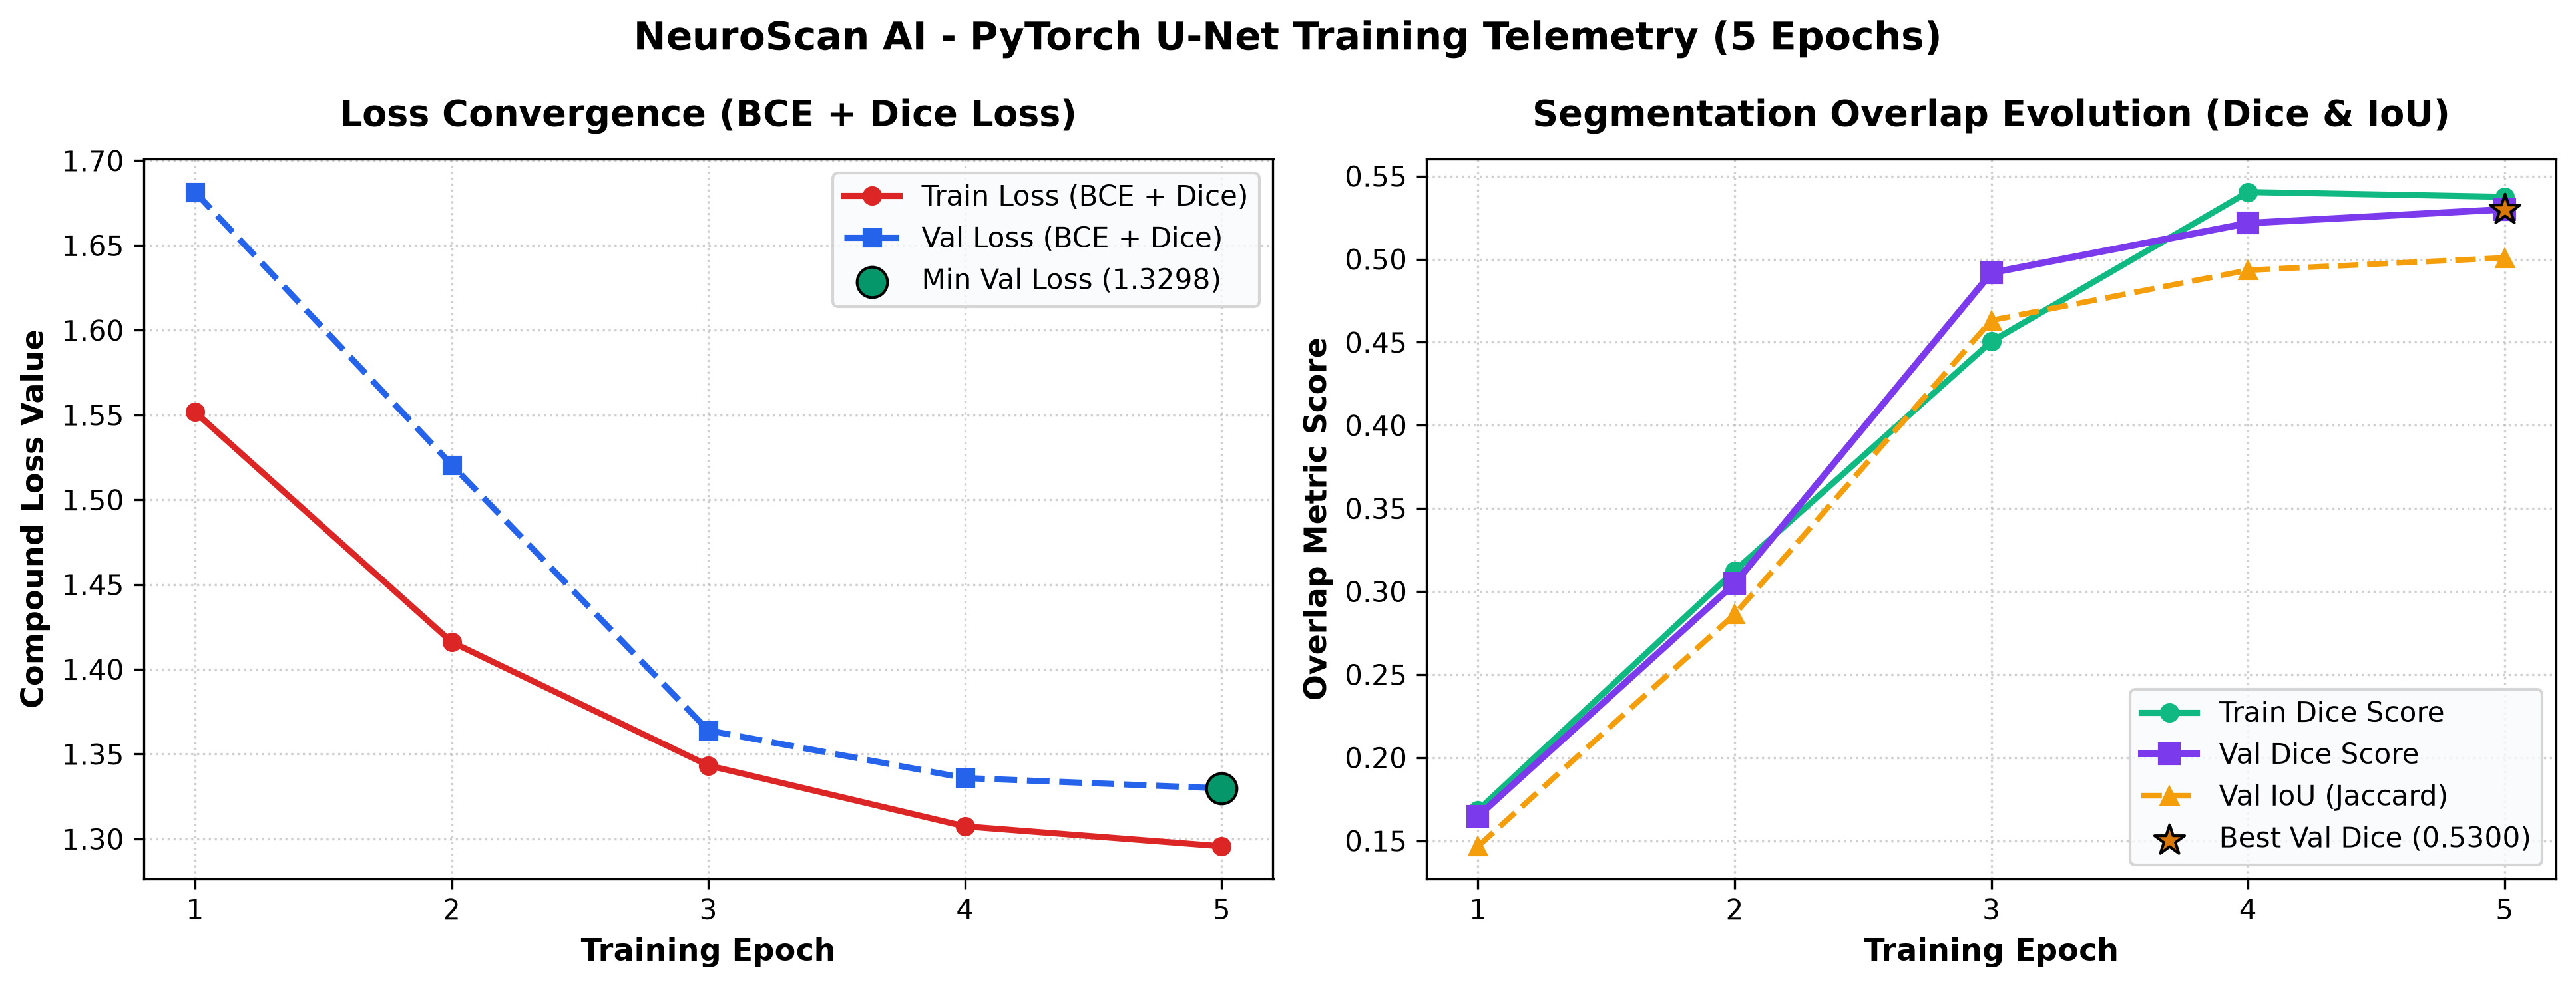 NeuroScan AI - PyTorch U-Net Training Telemetry (5 Epochs)
Loss Convergence (BCE + Dice Loss)
Compound Loss Value
1.70
1.65
1.60
1.55
1.50
1.45
1.40
1.35
1.30
Train Loss (BCE + Dice)
Val Loss (BCE + Dice)
Min Val Loss (1.3298)
1 2 3 4 5
Training Epoch
Segmentation Overlap Evolution (Dice & IoU)
Overlap Metric Score
0.55
0.50
0.45
0.40
0.35
0.30
0.25
0.20
0.15
Train Dice Score
Val Dice Score
Val IoU (Jaccard)
Best Val Dice (0.5300)
1 2 3 4 5
Training Epoch